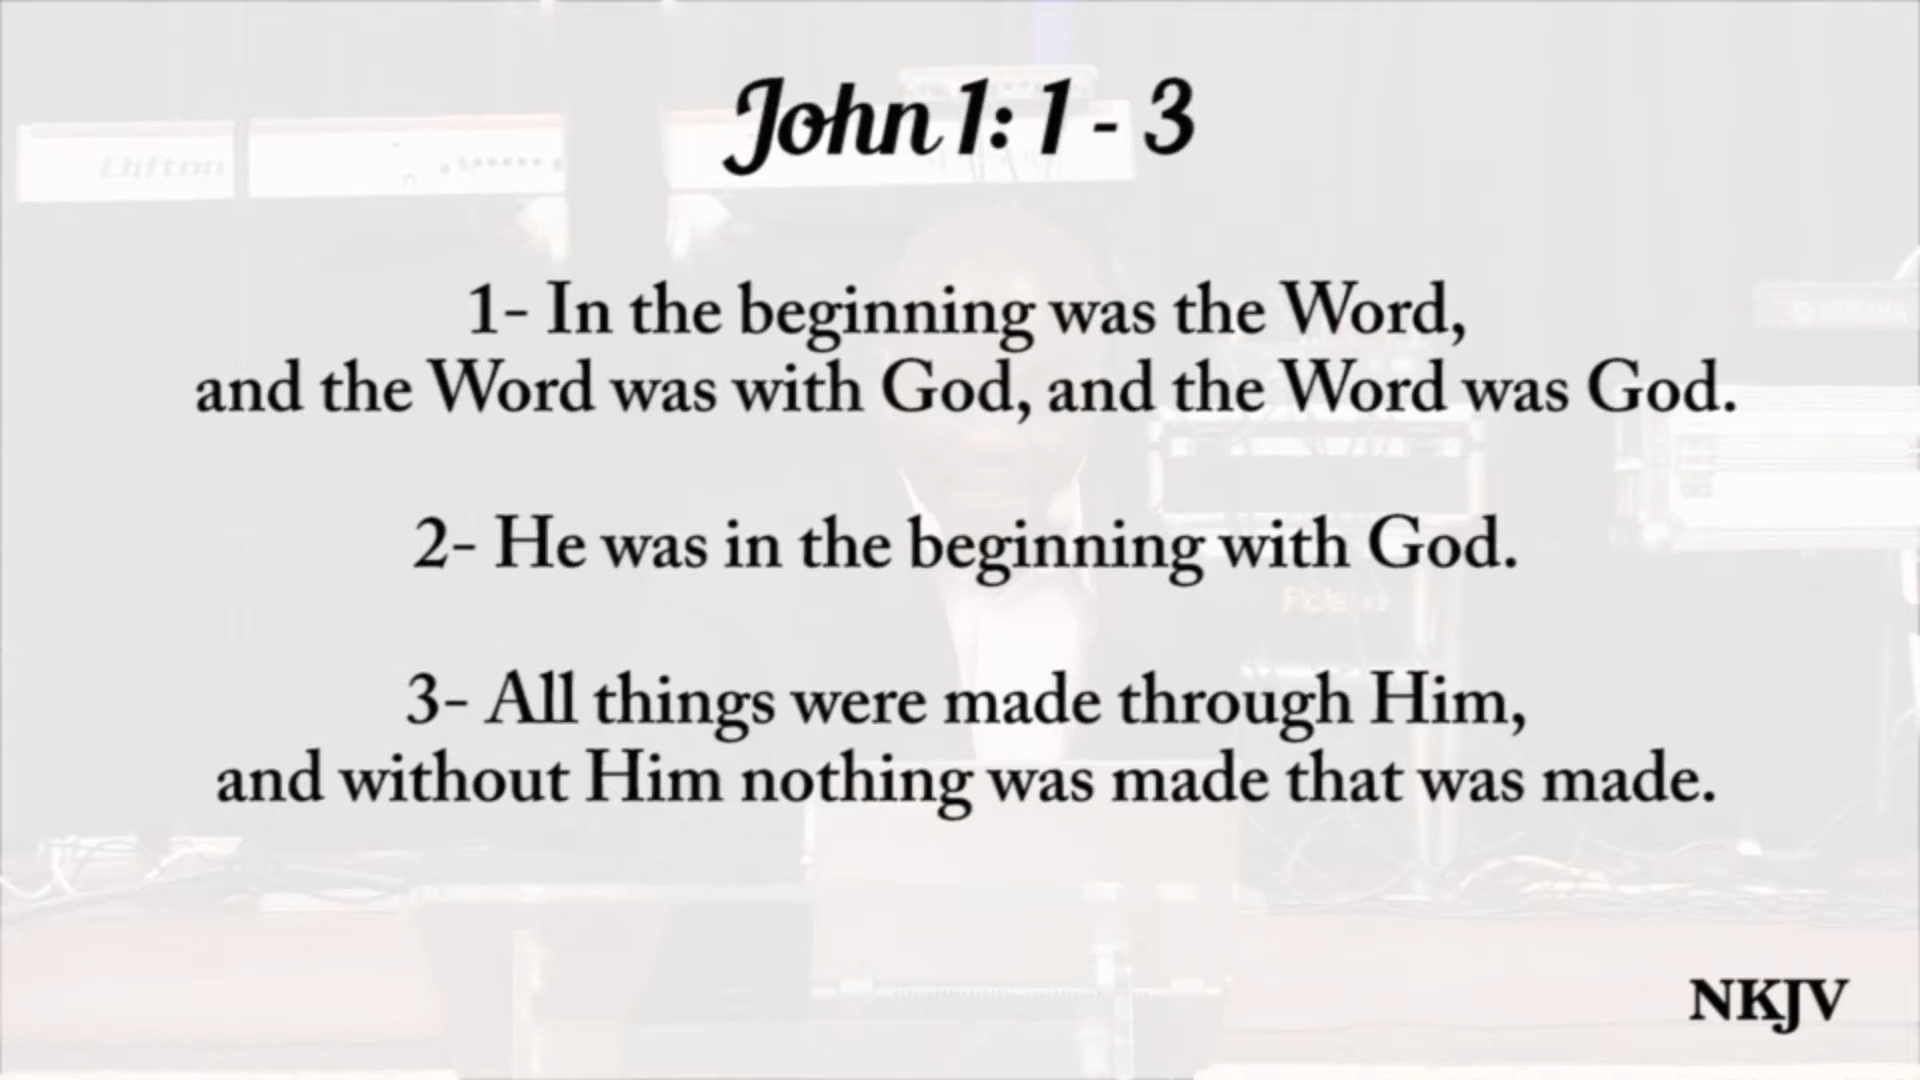 John 1: 1 - 3
Clifton
1- In the beginning was the Word,
and the Word was with God, and the Word was God.
2- He was in the beginning with God.
3- All things were made through Him,
and without Him nothing was made that was made.
NKJV